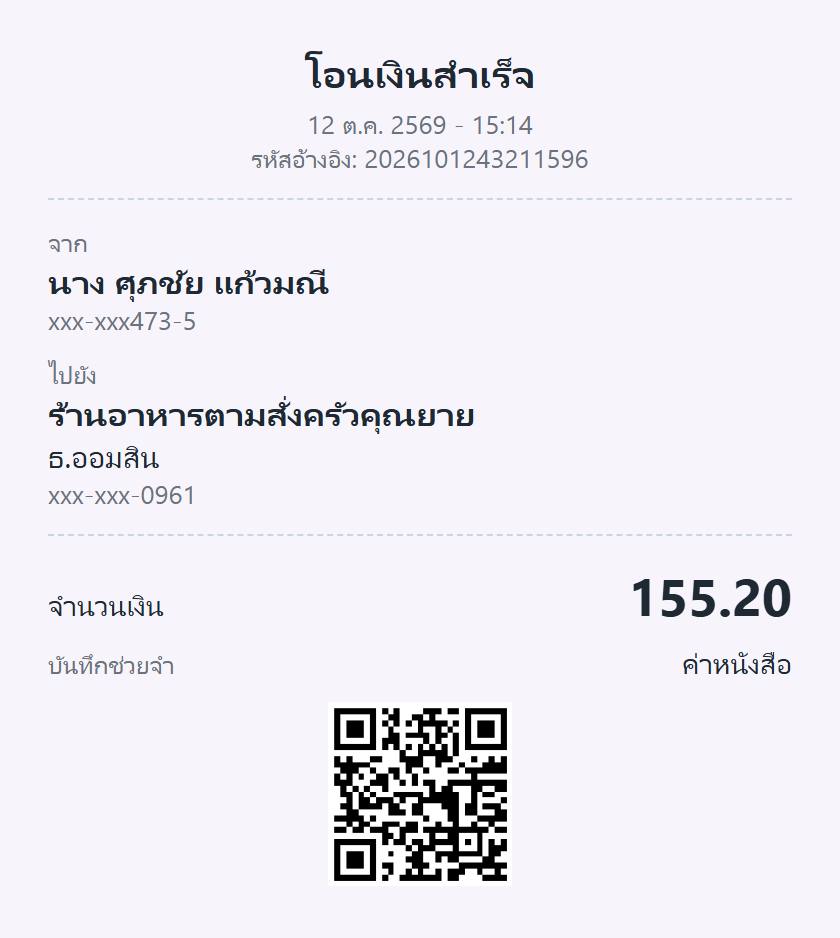 โอนเงินสำเร็จ
12 ต.ค. 2569 - 15:14
รหัสอ้างอิง: 2026101243211596
จาก
นาง ศุภชัย แก้วมณี
xxx-xxx473-5
ไปยัง
ร้านอาหารตามสั่งครัวคุณยาย
ธ.ออมสิน
xxx-xxx-0961
จำนวนเงิน 155.20
บันทึกช่วยจำ ค่าหนังสือ